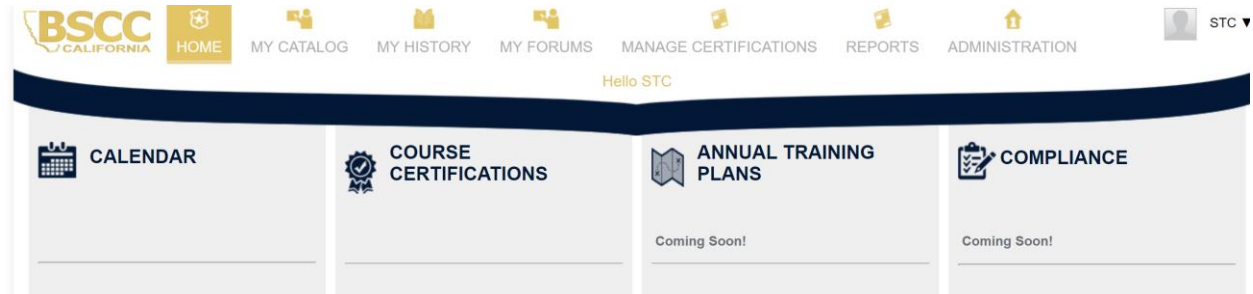 BSCC
CALIFORNIA
HOME
MY CATALOG
MY HISTORY
MY FORUMS
MANAGE CERTIFICATIONS
REPORTS
ADMINISTRATION
STC ▼
Hello STC
CALENDAR
COURSE
CERTIFICATIONS
ANNUAL TRAINING
PLANS
Coming Soon!
COMPLIANCE
Coming Soon!